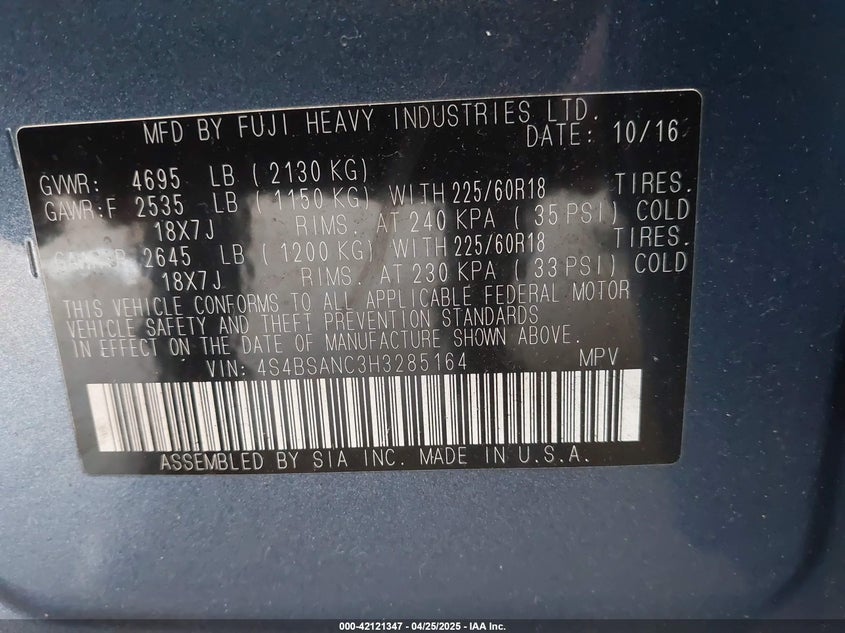 MFD BY FUJI HEAVY INDUSTRIES LTD.
DATE: 10/16
GVWR: 4695 LB ( 2130 KG)
GAWR:F 2535 LB ( 1150 KG) WITH 225/60R18 TIRES.
18X7J RIMS. AT 240 KPA ( 35 PSI) COLD
2645 LB ( 1200 KG) WITH 225/60R18 TIRES.
18X7J RIMS. AT 230 KPA ( 33 PSI) COLD
THIS VEHICLE CONFORMS TO ALL APPLICABLE FEDERAL MOTOR
VEHICLE SAFETY AND THEFT PREVENTION STANDARDS
IN EFFECT ON THE DATE OF MANUFACTURE SHOWN ABOVE.
VIN: 4S4BSANC3H3285164 MPV
ASSEMBLED BY SIA INC. MADE IN U.S.A.
000-42121347 - 04/25/2025 - IAA Inc.